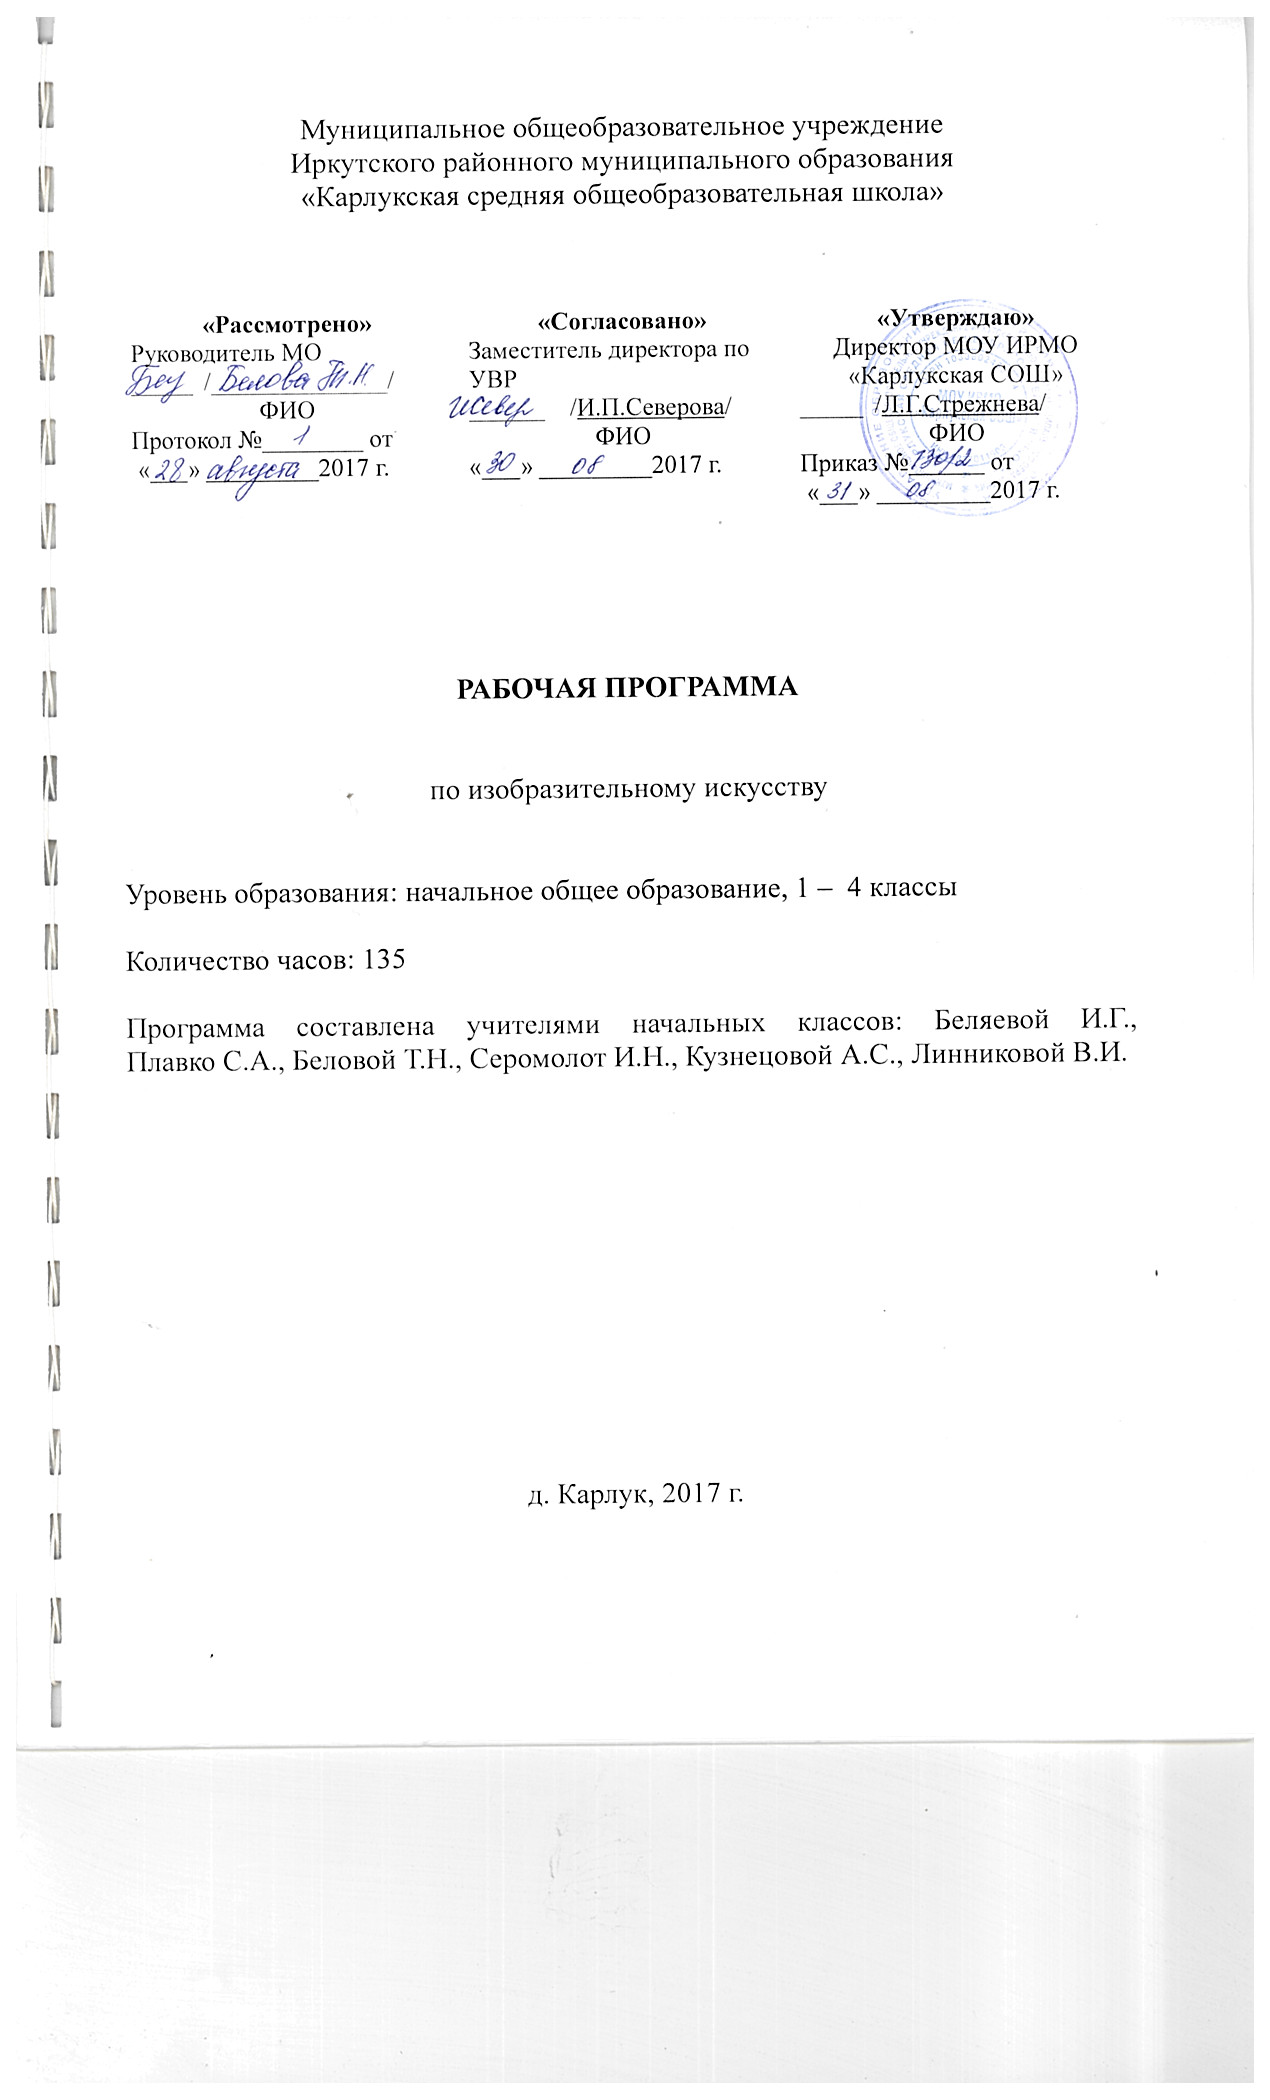 Муниципальное общеобразовательное учреждение
Иркутского районного муниципального образования
«Карлукская средняя общеобразовательная школа»
«Рассмотрено»
Руководитель МО
/ Белова Т.Н. /
ФИО
Протокол № 1 от
«28» августа 2017 г.
«Согласовано»
Заместитель директора по
УВР
ИСевер /И.П.Северова/
ФИО
«30» 08 2017 г.
«Утверждаю»
Директор МОУ ИРМО
«Карлукская СОШ»
/Л.Г.Стрежнева/
ФИО
Приказ №130/2 от
«31» 08 2017 г.
РАБОЧАЯ ПРОГРАММА
по изобразительному искусству
Уровень образования: начальное общее образование, 1 – 4 классы
Количество часов: 135
Программа составлена учителями начальных классов: Беляевой И.Г.,
Плавко С.А., Беловой Т.Н., Серомолот И.Н., Кузнецовой А.С., Линниковой В.И.
д. Карлук, 2017 г.